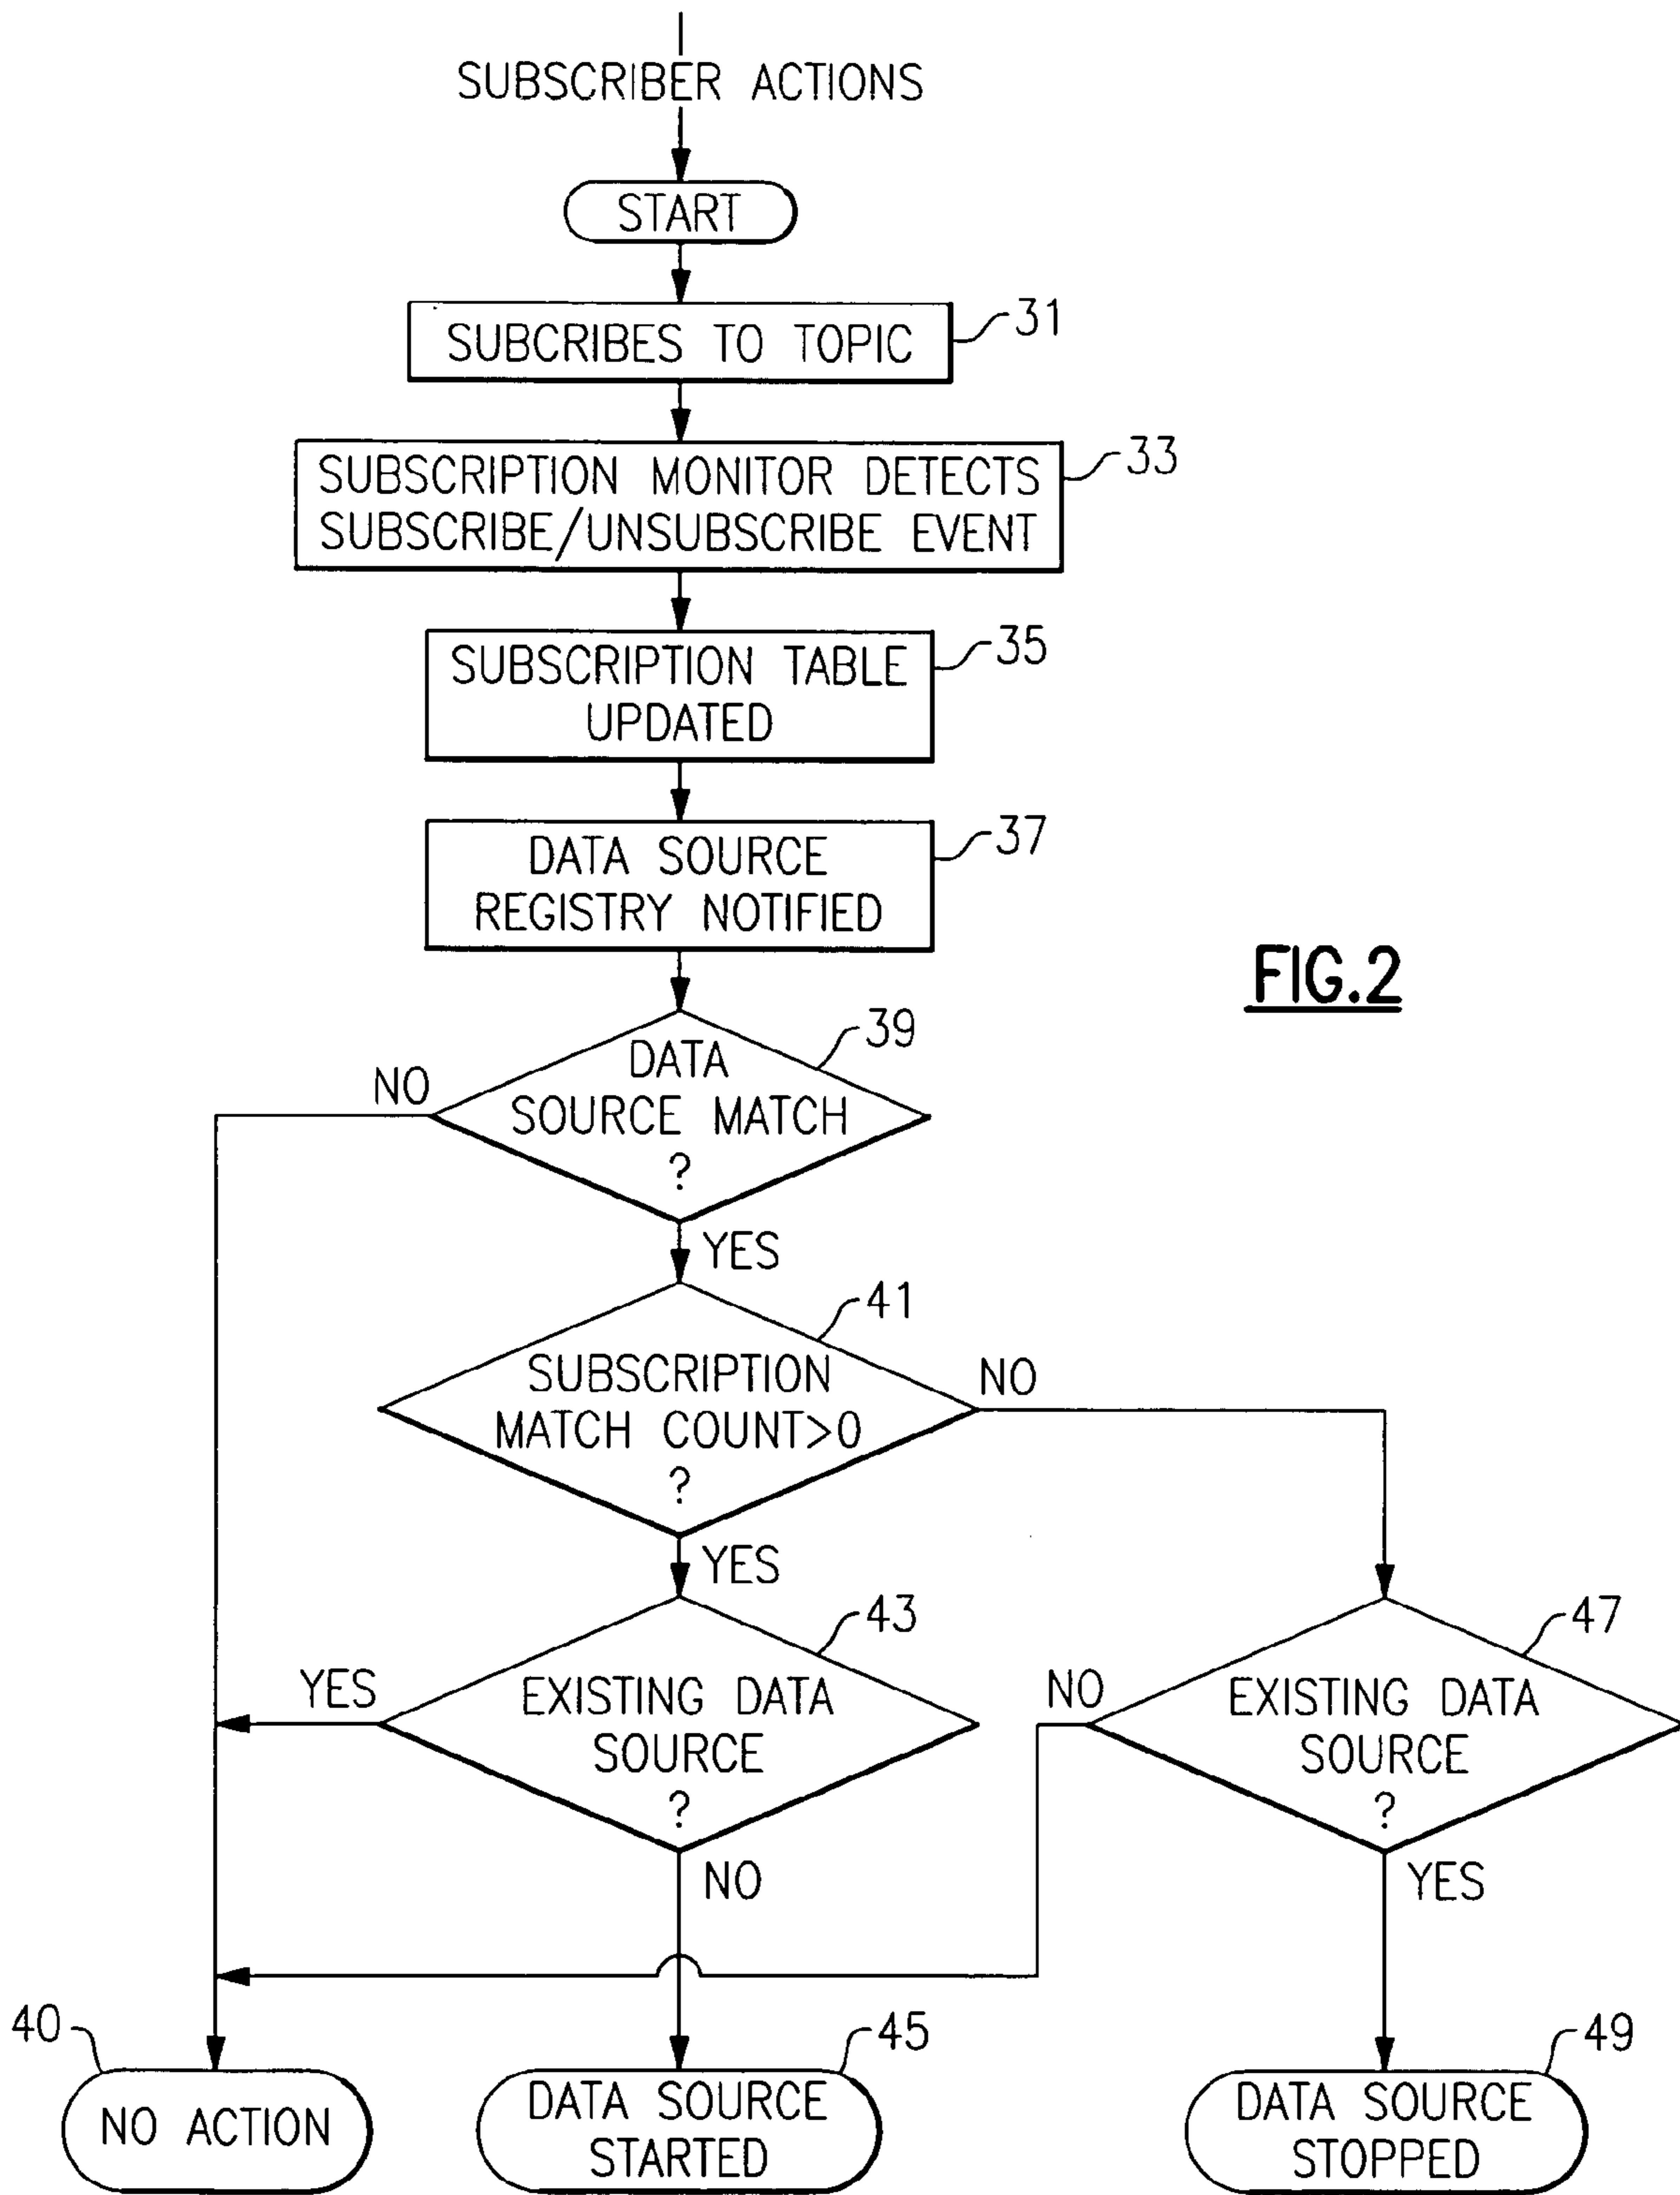 SUBSCRIBER ACTIONS
START
SUBCRIBES TO TOPIC
31
SUBSCRIPTION MONITOR DETECTS
SUBSCRIBE/UNSUBSCRIBE EVENT
33
SUBSCRIPTION TABLE
UPDATED
35
DATA SOURCE
REGISTRY NOTIFIED
37
FIG.2
DATA
SOURCE MATCH
?
39
NO
YES
SUBSCRIPTION
MATCH COUNT>0
?
41
NO
YES
EXISTING DATA
SOURCE
?
43
YES
NO
EXISTING DATA
SOURCE
?
47
NO
YES
40
NO ACTION
DATA SOURCE
STARTED
45
DATA SOURCE
STOPPED
49